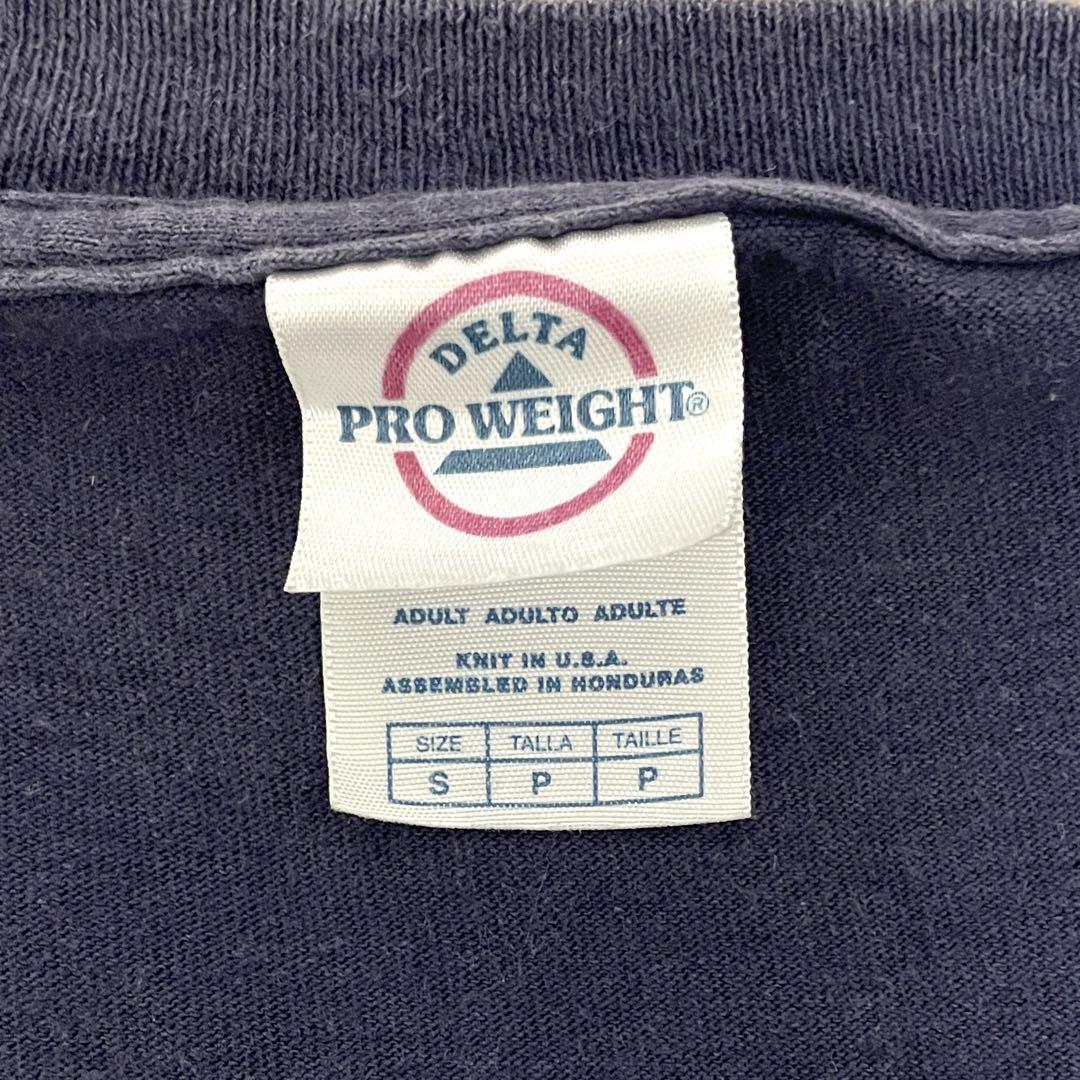 DELTA
PRO WEIGHT®
ADULT ADULTO ADULTE
KNIT IN U.S.A.
ASSEMBLED IN HONDURAS
SIZE TALLA TAILLE
S P P